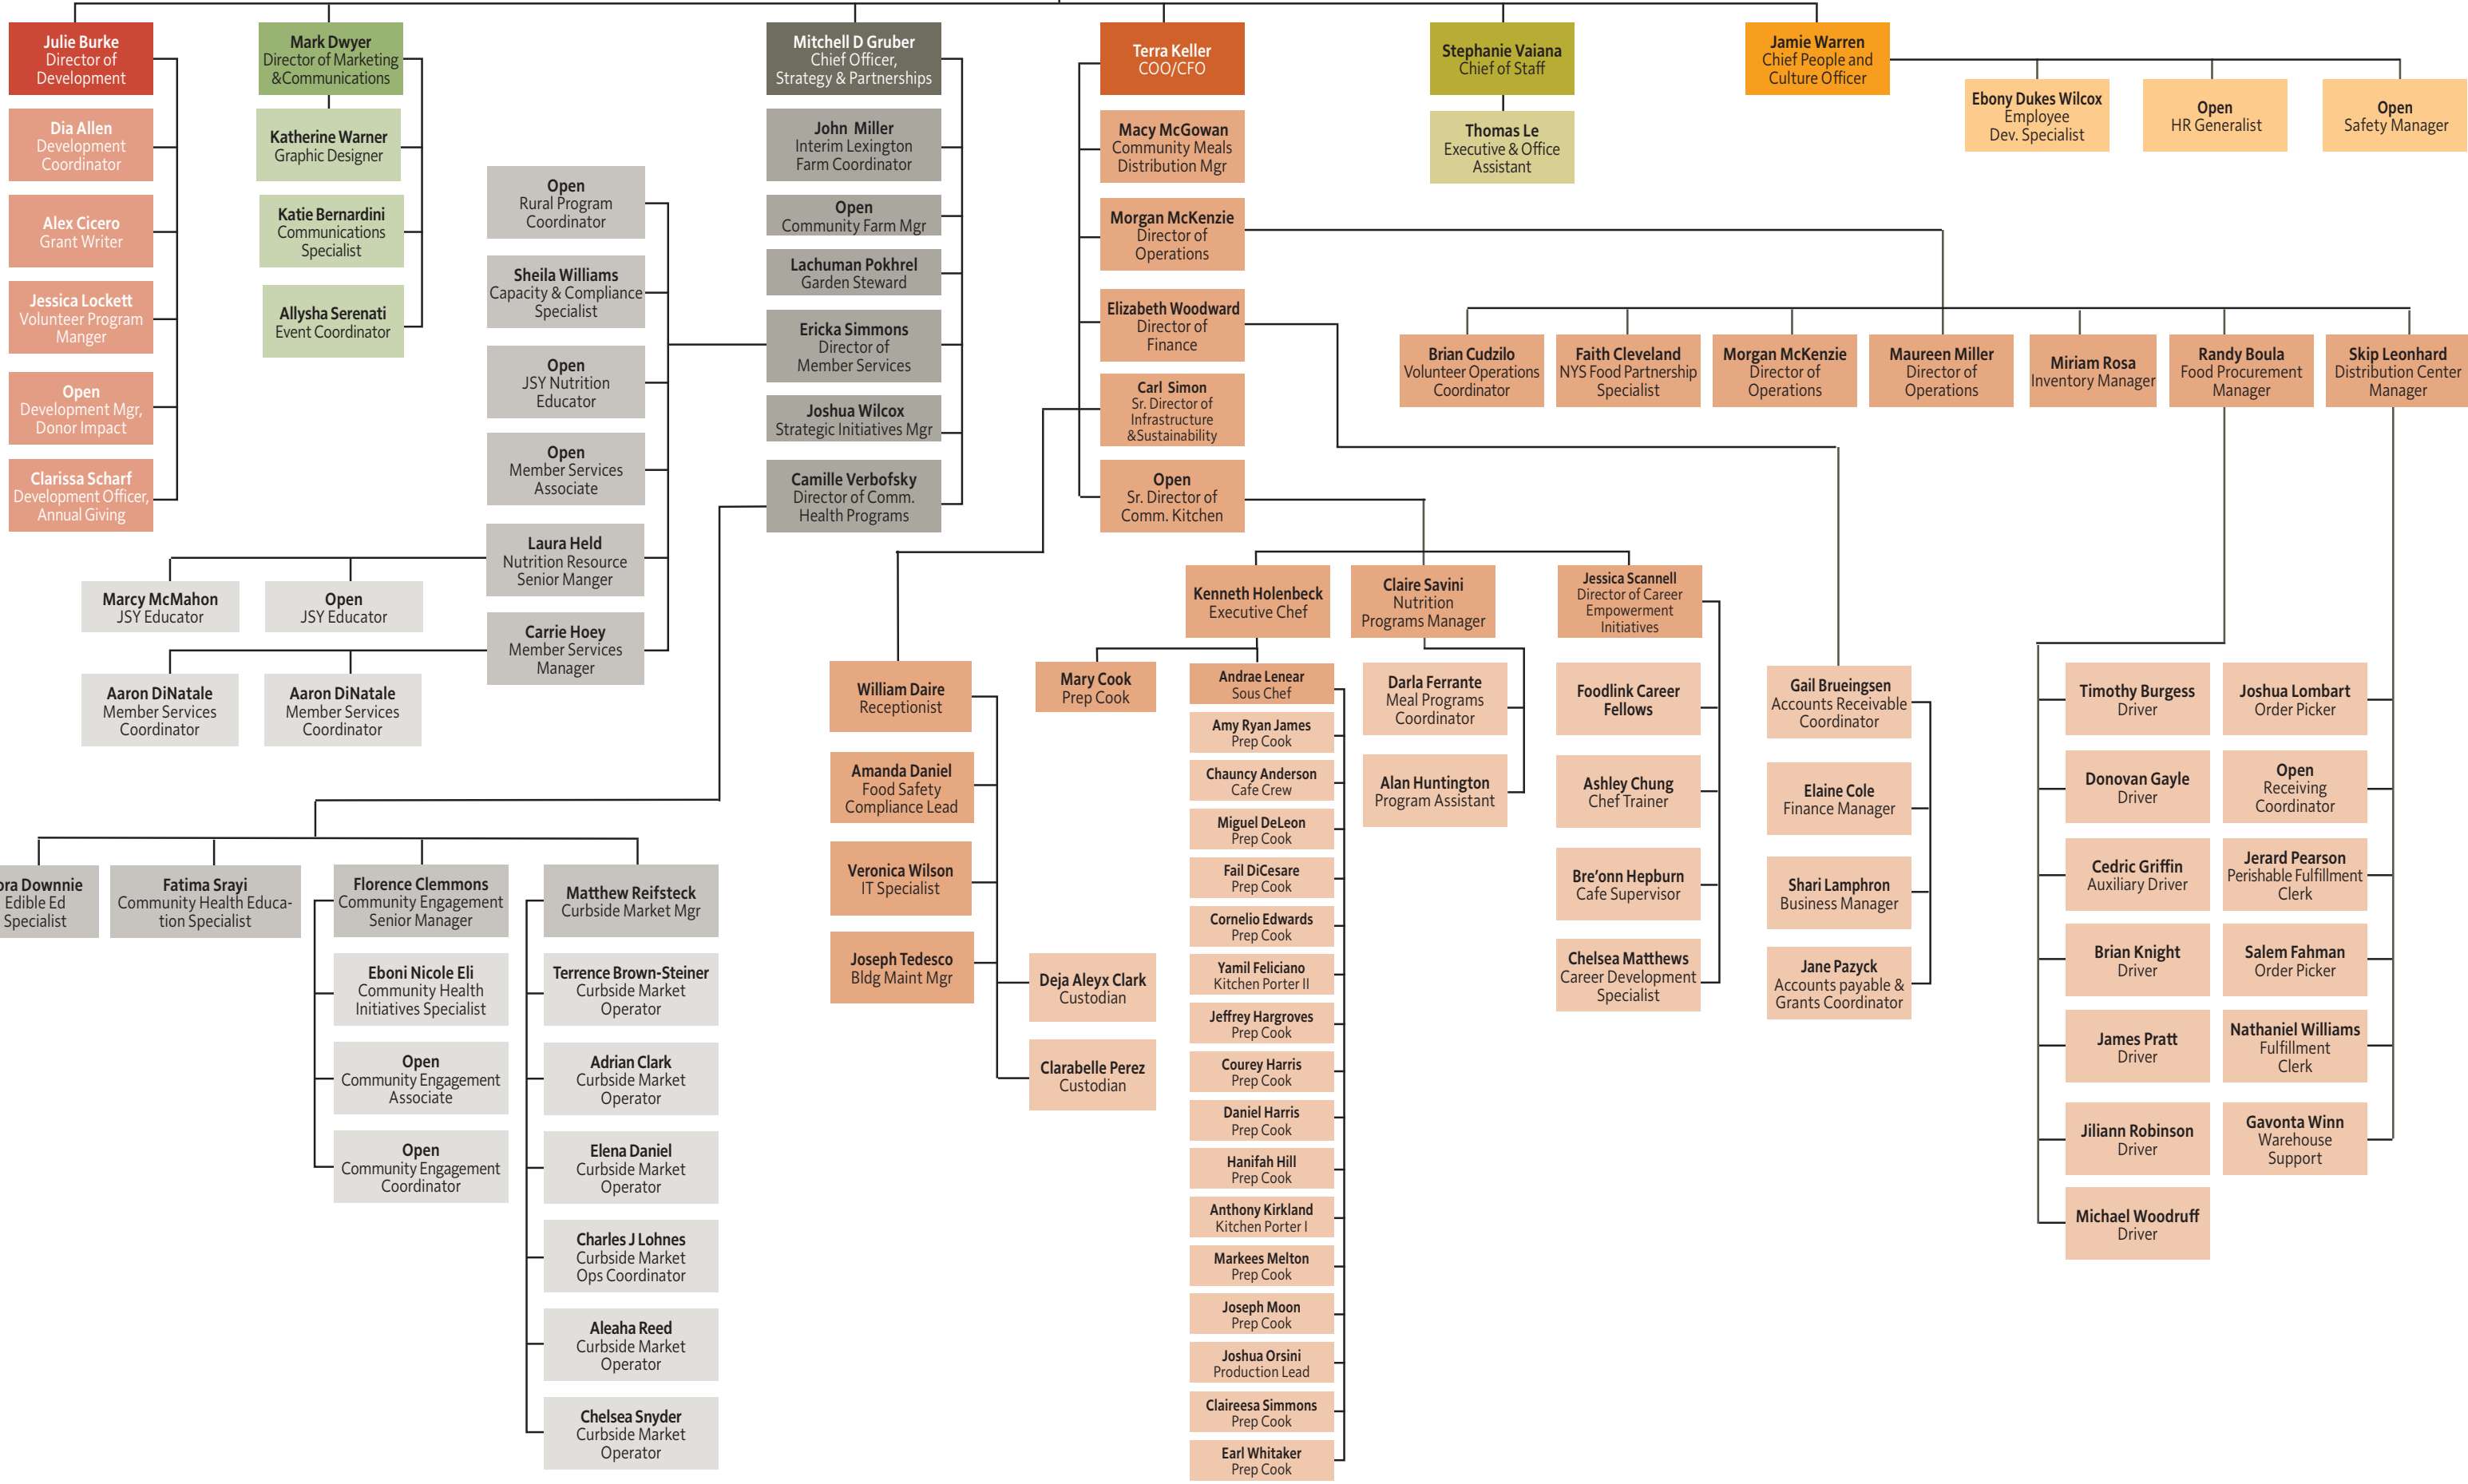 Julie Burke
Director of
Development
Dia Allen
Development
Coordinator
Alex Cicero
Grant Writer
Jessica Lockett
Volunteer Program
Manger
Open
Development Mgr,
Donor Impact
Clarissa Scharf
Development Officer,
Annual Giving
Mark Dwyer
Director of Marketing
&Communications
Katherine Warner
Graphic Designer
Katie Bernardini
Communications
Specialist
Allysha Serenati
Event Coordinator
Mitchell D Gruber
Chief Officer,
Strategy & Partnerships
John Miller
Interim Lexington
Farm Coordinator
Open
Community Farm Mgr
Lachuman Pokhrel
Garden Steward
Ericka Simmons
Director of
Member Services
Joshua Wilcox
Strategic Initiatives Mgr
Camille Verbofsky
Director of Comm.
Health Programs
Open
Rural Program
Coordinator
Sheila Williams
Capacity & Compliance
Specialist
Open
JSY Nutrition
Educator
Open
Member Services
Associate
Laura Held
Nutrition Resource
Senior Manger
Carrie Hoey
Member Services
Manager
Marcy McMahon
JSY Educator
Open
JSY Educator
Aaron DiNatale
Member Services
Coordinator
Aaron DiNatale
Member Services
Coordinator
ora Downnie
Edible Ed
Specialist
Fatima Srayi
Community Health Educa-
tion Specialist
Florence Clemmons
Community Engagement
Senior Manager
Eboni Nicole Eli
Community Health
Initiatives Specialist
Open
Community Engagement
Associate
Open
Community Engagement
Coordinator
Matthew Reifsteck
Curbside Market Mgr
Terrence Brown-Steiner
Curbside Market
Operator
Adrian Clark
Curbside Market
Operator
Elena Daniel
Curbside Market
Operator
Charles J Lohnes
Curbside Market
Ops Coordinator
Aleaha Reed
Curbside Market
Operator
Chelsea Snyder
Curbside Market
Operator
Terra Keller
COO/CFO
Macy McGowan
Community Meals
Distribution Mgr
Morgan McKenzie
Director of
Operations
Elizabeth Woodward
Director of
Finance
Carl Simon
Sr. Director of
Infrastructure
&Sustainability
Open
Sr. Director of
Comm. Kitchen
William Daire
Receptionist
Amanda Daniel
Food Safety
Compliance Lead
Veronica Wilson
IT Specialist
Joseph Tedesco
Bldg Maint Mgr
Deja Aleyx Clark
Custodian
Clarabelle Perez
Custodian
Kenneth Holenbeck
Executive Chef
Mary Cook
Prep Cook
Andrae Lenear
Sous Chef
Amy Ryan James
Prep Cook
Chauncy Anderson
Cafe Crew
Miguel DeLeon
Prep Cook
Fail DiCesare
Prep Cook
Cornelio Edwards
Prep Cook
Yamil Feliciano
Kitchen Porter II
Jeffrey Hargroves
Prep Cook
Courey Harris
Prep Cook
Daniel Harris
Prep Cook
Hanifah Hill
Prep Cook
Anthony Kirkland
Kitchen Porter I
Markees Melton
Prep Cook
Joseph Moon
Prep Cook
Joshua Orsini
Production Lead
Claireesa Simmons
Prep Cook
Earl Whitaker
Prep Cook
Claire Savini
Nutrition
Programs Manager
Darla Ferrante
Meal Programs
Coordinator
Alan Huntington
Program Assistant
Jessica Scannell
Director of Career
Empowerment
Initiatives
Foodlink Career
Fellows
Ashley Chung
Chef Trainer
Bre'onn Hepburn
Cafe Supervisor
Chelsea Matthews
Career Development
Specialist
Gail Brueingsen
Accounts Receivable
Coordinator
Elaine Cole
Finance Manager
Shari Lamphron
Business Manager
Jane Pazyck
Accounts payable &
Grants Coordinator
Stephanie Vaiana
Chief of Staff
Thomas Le
Executive & Office
Assistant
Jamie Warren
Chief People and
Culture Officer
Ebony Dukes Wilcox
Employee
Dev. Specialist
Open
HR Generalist
Open
Safety Manager
Brian Cudzilo
Volunteer Operations
Coordinator
Faith Cleveland
NYS Food Partnership
Specialist
Morgan McKenzie
Director of
Operations
Maureen Miller
Director of
Operations
Miriam Rosa
Inventory Manager
Randy Boula
Food Procurement
Manager
Skip Leonhard
Distribution Center
Manager
Timothy Burgess
Driver
Donovan Gayle
Driver
Cedric Griffin
Auxiliary Driver
Brian Knight
Driver
James Pratt
Driver
Jiliann Robinson
Driver
Michael Woodruff
Driver
Joshua Lombart
Order Picker
Open
Receiving
Coordinator
Jerard Pearson
Perishable Fulfillment
Clerk
Salem Fahman
Order Picker
Nathaniel Williams
Fulfillment
Clerk
Gavonta Winn
Warehouse
Support